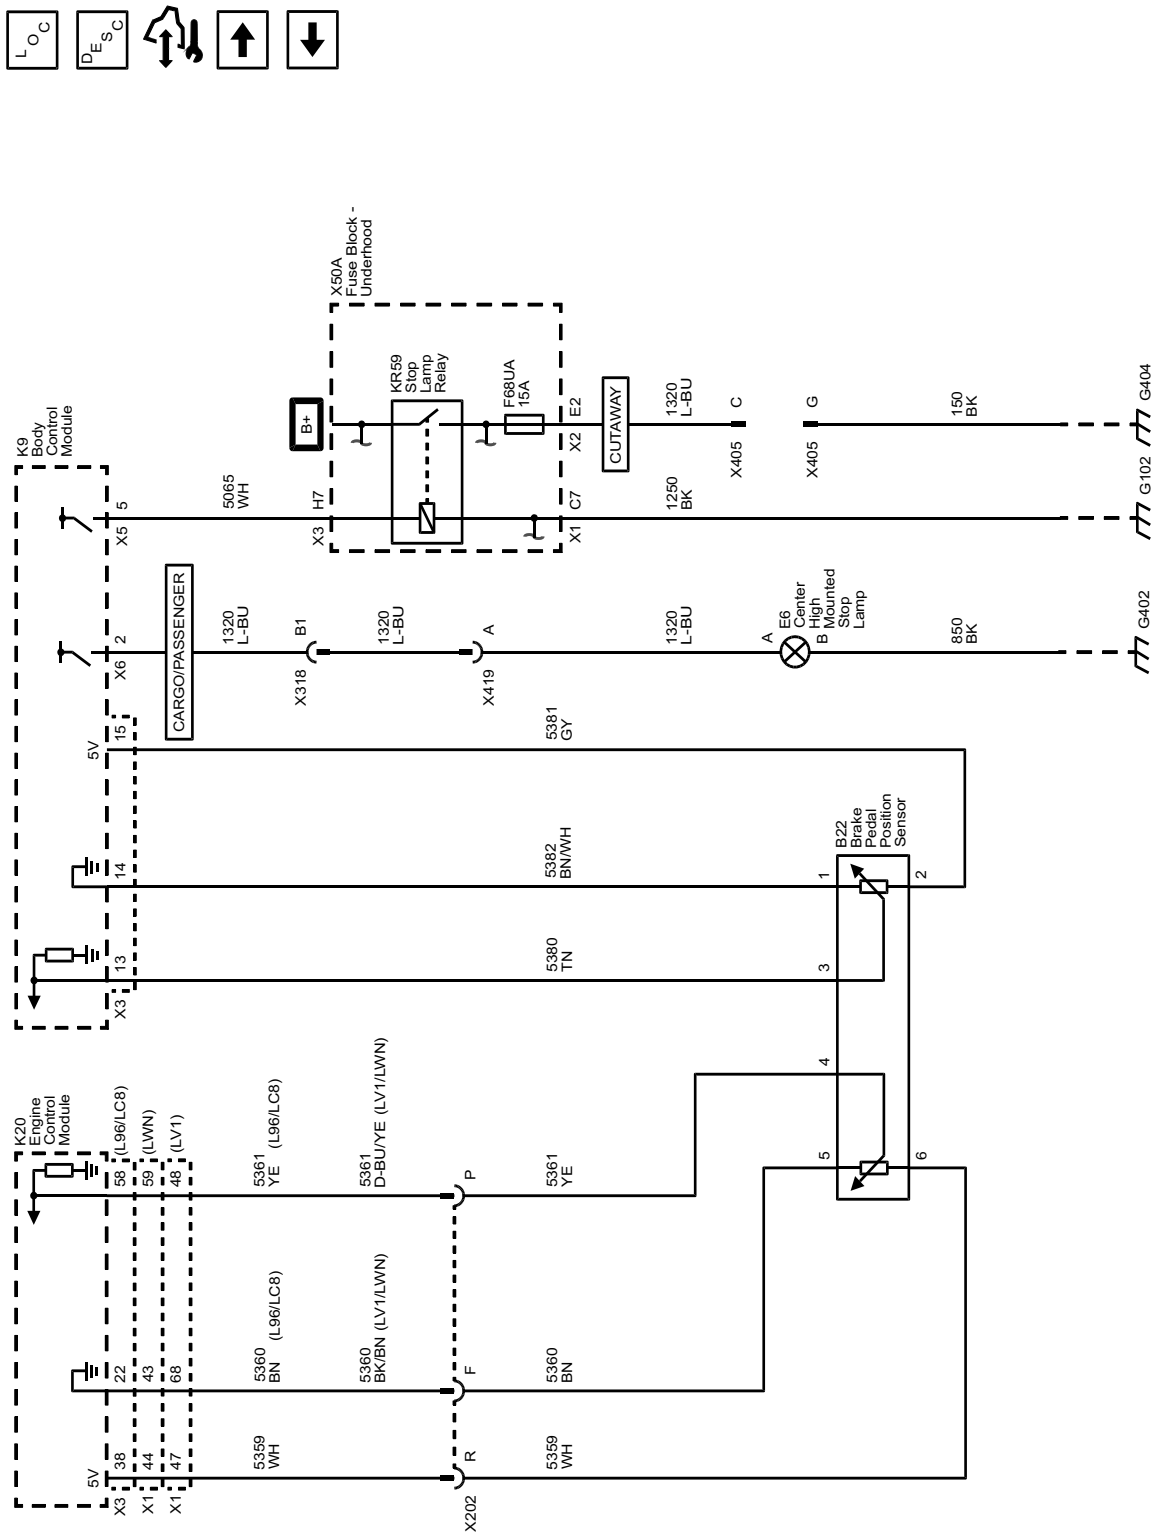 LOC
DESC
K20
Engine
Control
Module
5V
X3
38
22
58
(L96/LC8)
X1
44
43
59
(LWN)
X1
47
68
48
(LV1)
5359
WH
5360
BN
(L96/LC8)
5361
YE
(L96/LC8)
5360
BK/BN (LV1/LWN)
5361
D-BU/YE (LV1/LWN)
X202
R
F
P
5359
WH
5360
BN
5361
YE
K9
Body
Control
Module
X3
13
14
5V
15
X6
2
X5
5
CARGO/PASSENGER
5380
TN
5382
BN/WH
5381
GY
B22
Brake
Pedal
Position
Sensor
5
4
3
1
6
2
1320
L-BU
X318
B1
1320
L-BU
X419
A
1320
L-BU
A
E6
Center
High
Mounted
Stop
Lamp
B
850
BK
G402
5065
WH
X3
H7
B+
X50A
Fuse Block -
Underhood
KR59
Stop
Lamp
Relay
F68UA
15A
X1
C7
X2
E2
CUTAWAY
1250
BK
1320
L-BU
X405
C
X405
G
150
BK
G102
G404